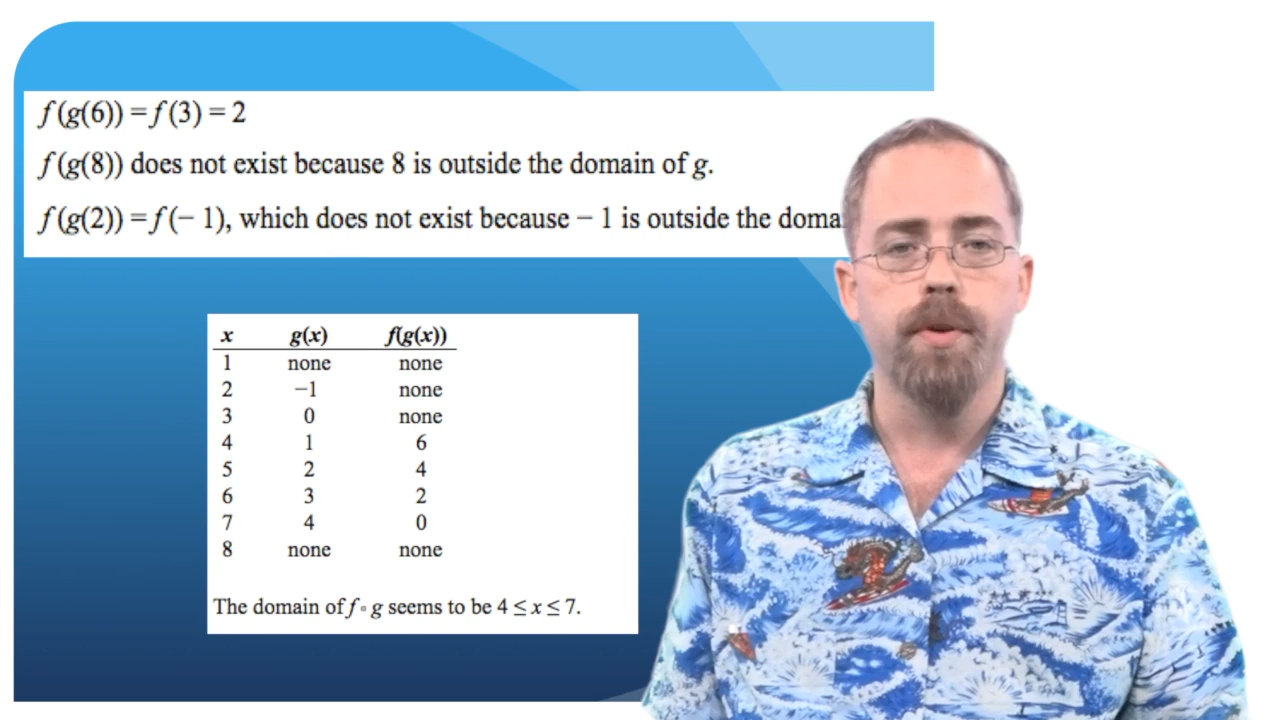 f(g(6)) = f(3) = 2
f(g(8)) does not exist because 8 is outside the domain of g.
f(g(2)) = f(− 1), which does not exist because − 1 is outside the
x g(x) f(g(x))
1 none none
2 −1 none
3 0 none
4 1 6
5 2 4
6 3 2
7 4 0
8 none none
The domain of f ∘ g seems to be 4 ≤ x ≤ 7.